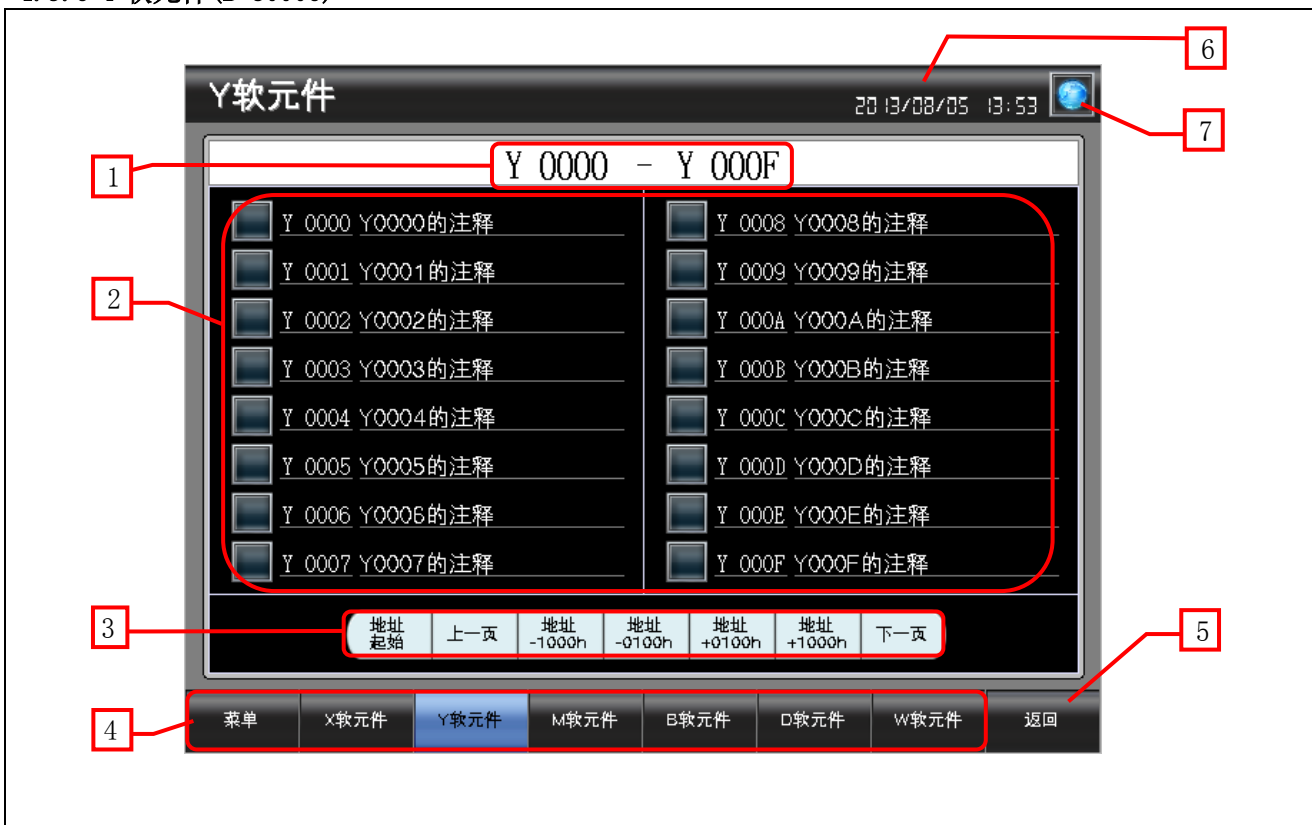 6
Y软元件
2013/08/05 13:53
7
1
Y 0000 - Y 000F
Y 0000 Y0000的注释
Y 0001 Y0001的注释
Y 0002 Y0002的注释
Y 0003 Y0003的注释
Y 0004 Y0004的注释
Y 0005 Y0005的注释
Y 0006 Y0006的注释
Y 0007 Y0007的注释
Y 0008 Y0008的注释
Y 0009 Y0009的注释
Y 000A Y000A的注释
Y 000B Y000B的注释
Y 000C Y000C的注释
Y 000D Y000D的注释
Y 000E Y000E的注释
Y 000F Y000F的注释
2
3
地址
起始
上一页
地址
-1000h
地址
-0100h
地址
+0100h
地址
+1000h
下一页
5
4
菜单
X软元件
Y软元件
M软元件
B软元件
D软元件
W软元件
返回